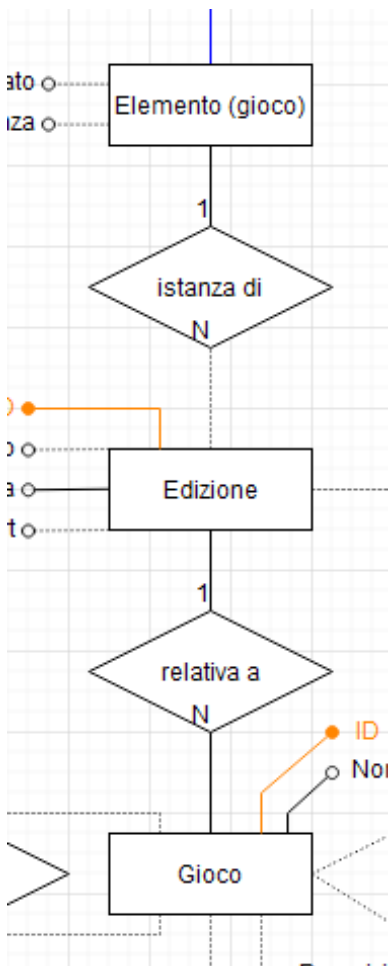 Elemento (gioco)
1
istanza di
N
Edizione
1
relativa a
N
ID
Gioco